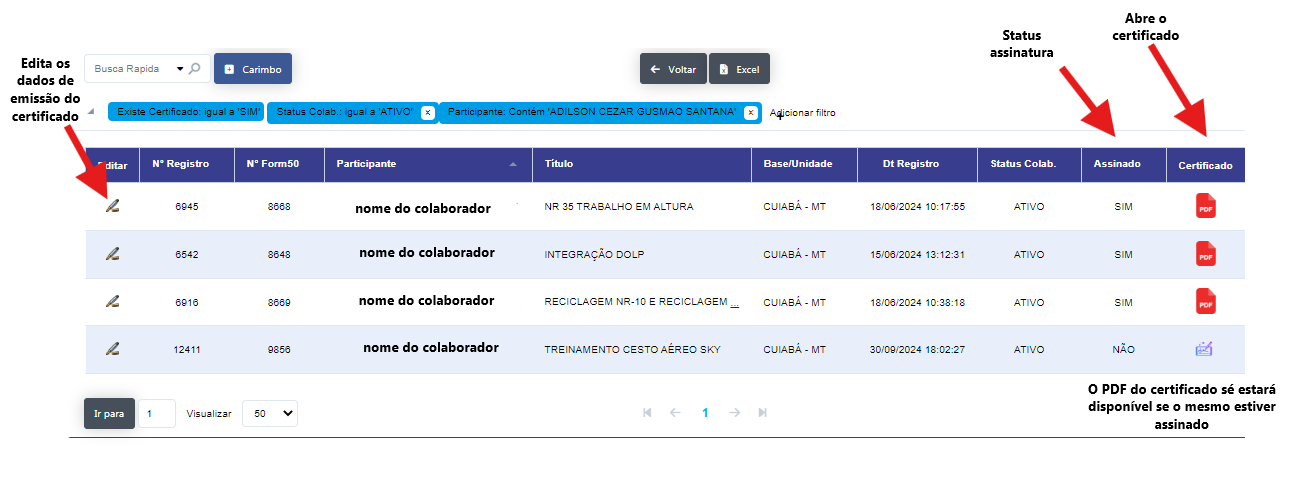 Abre o
certificado
Status
assinatura
Edita os
dados de
emissão do
certificado
Busca Rapida
Carimbo
Voltar
Excel
Existe Certificado: igual a 'SIM'
Status Colab.: igual a 'ATIVO'
Participante: Contém 'ADILSON CEZAR GUSMAO SANTANA'
Adicionar filtro
Editar N° Registro N° Form50 Participante Título Base/Unidade Dt Registro Status Colab. Assinado Certificado
6945 8668 nome do colaborador NR 35 TRABALHO EM ALTURA CUIABÁ - MT 18/06/2024 10:17:55 ATIVO SIM PDF
6542 8648 nome do colaborador INTEGRAÇÃO DOLP CUIABÁ - MT 15/06/2024 13:12:31 ATIVO SIM PDF
6916 8669 nome do colaborador RECICLAGEM NR-10 E RECICLAGEM ... CUIABÁ - MT 18/06/2024 10:38:18 ATIVO SIM PDF
12411 9856 nome do colaborador TREINAMENTO CESTO AÉREO SKY CUIABÁ - MT 30/09/2024 18:02:27 ATIVO NÃO
O PDF do certificado sé estará
disponível se o mesmo estiver
assinado
Ir para 1 Visualizar 50 1